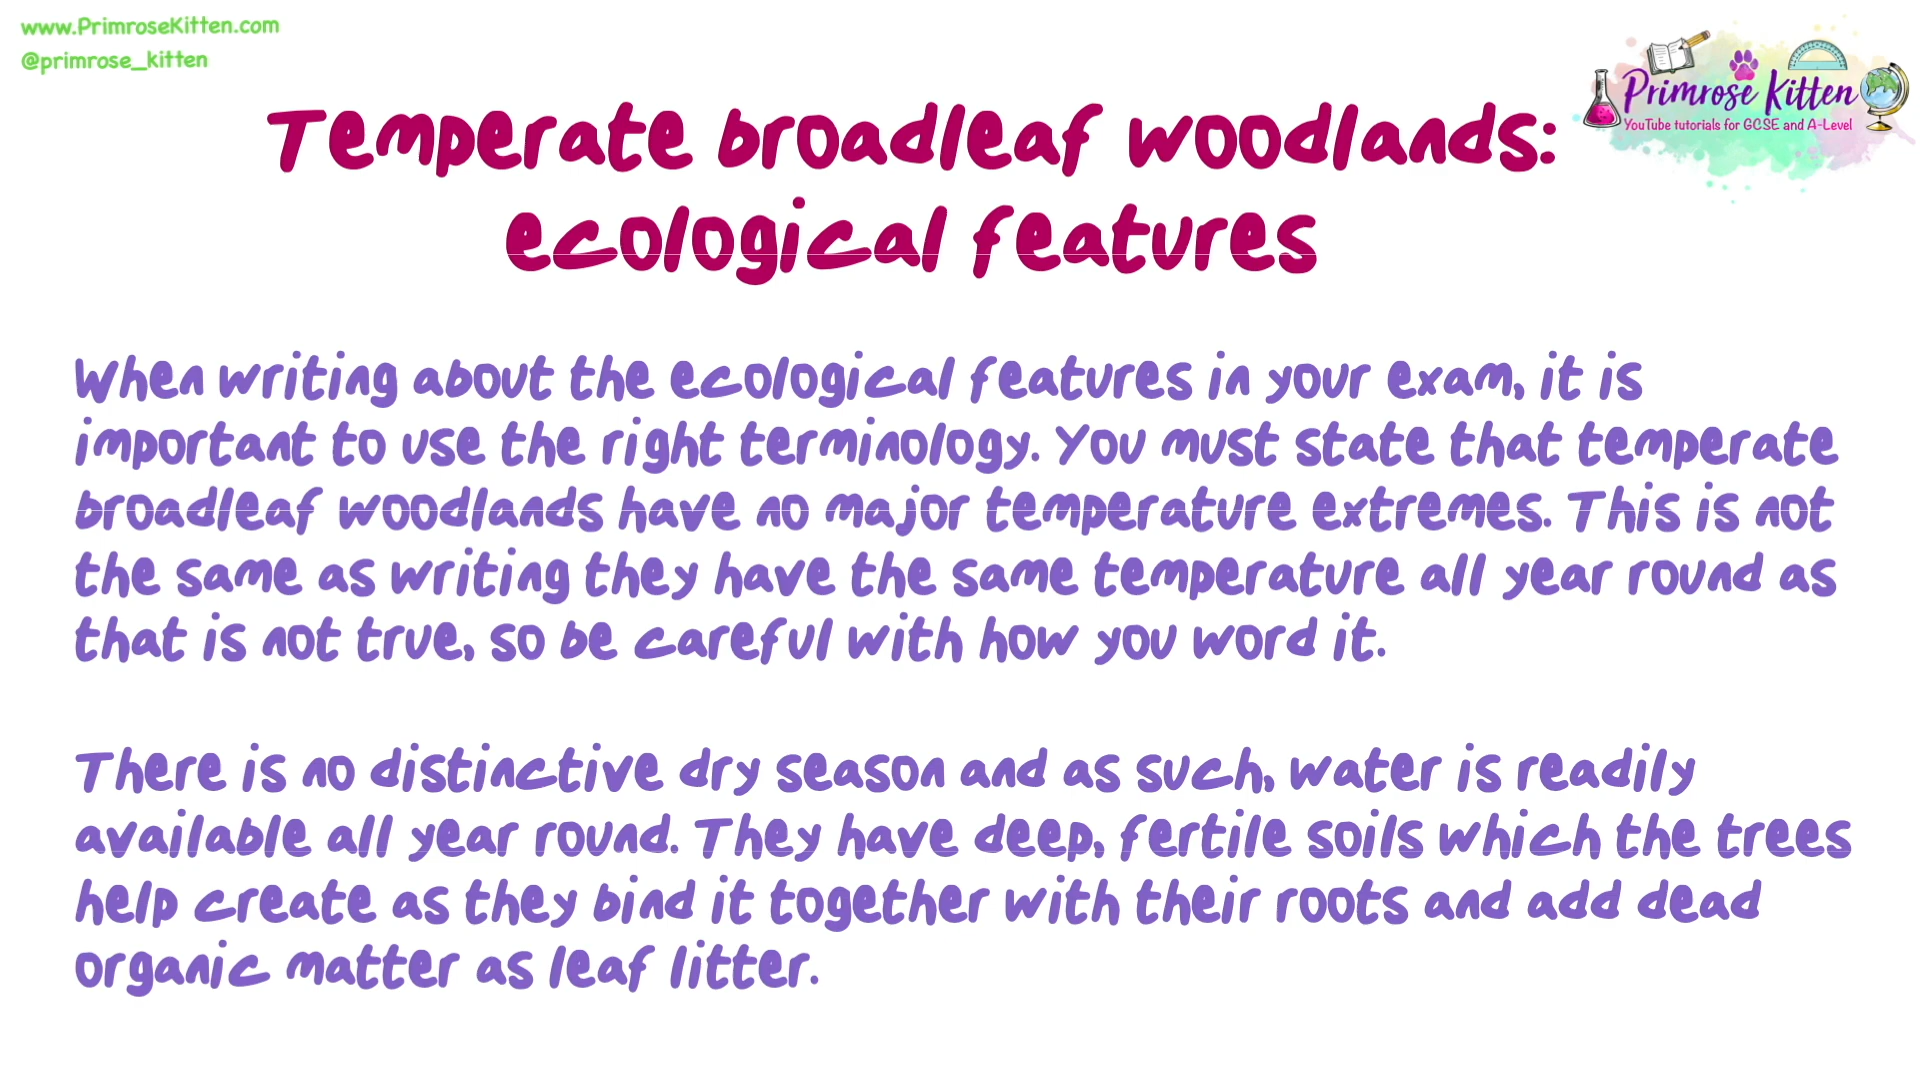 www.PrimroseKitten.com
@primrose_kitten
Primrose Kitten
YouTube tutorials for GCSE and A-Level
Temperate broadleaf woodlands:
ecological features
When writing about the ecological features in your exam, it is
important to use the right terminology. You must state that temperate
broadleaf woodlands have no major temperature extremes. This is not
the same as writing they have the same temperature all year round as
that is not true, so be careful with how you word it.
There is no distinctive dry season and as such, water is readily
available all year round. They have deep, fertile soils which the trees
help create as they bind it together with their roots and add dead
organic matter as leaf litter.